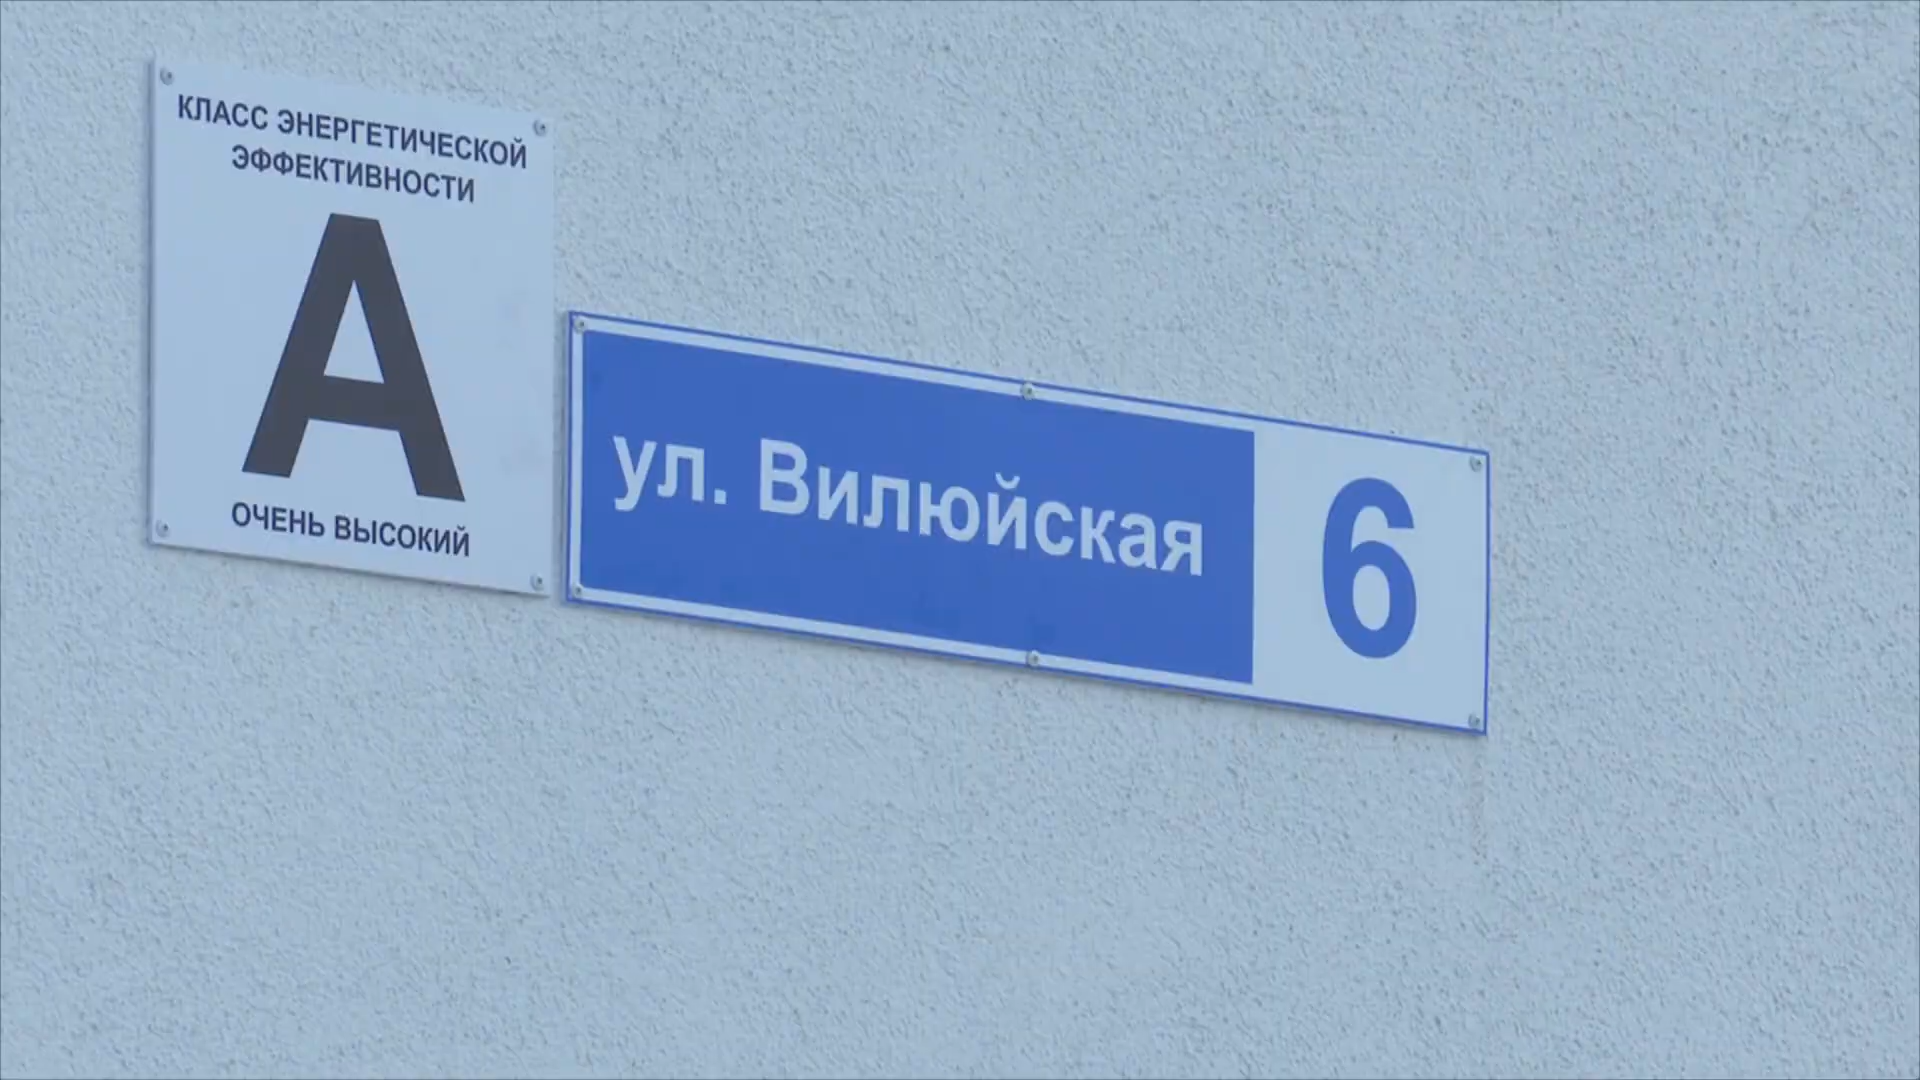 КЛАСС ЭНЕРГЕТИЧЕСКОЙ
ЭФФЕКТИВНОСТИ
А
ОЧЕНЬ ВЫСОКИЙ
ул. Вилюйская 6